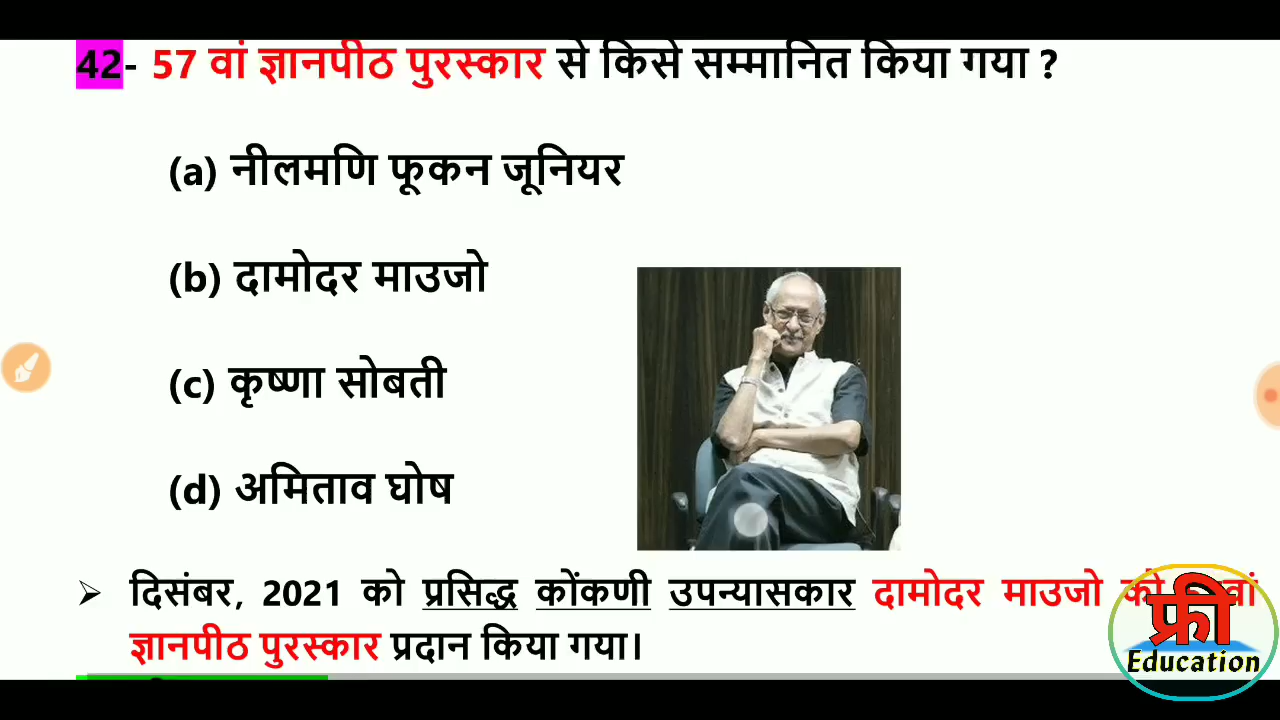 42- 57 वां ज्ञानपीठ पुरस्कार से किसे सम्मानित किया गया ?
(a) नीलमणि फूकन जूनियर
(b) दामोदर माउजो
(c) कृष्णा सोबती
(d) अमिताव घोष
➢ दिसंबर, 2021 को प्रसिद्ध कोंकणी उपन्यासकार दामोदर माउजो को वां
ज्ञानपीठ पुरस्कार प्रदान किया गया।
फ्री
Education